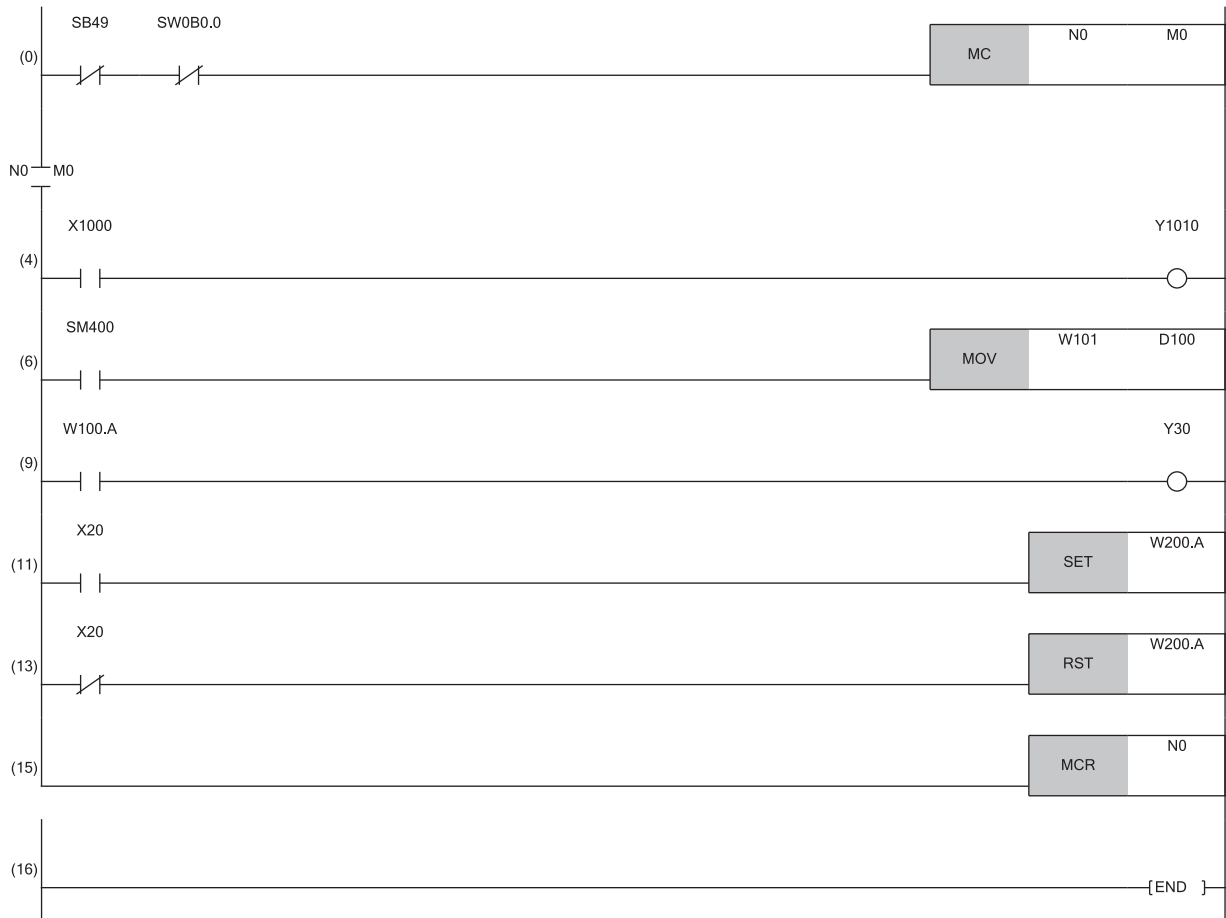 SB49 SW0B0.0
(0) MC N0 M0
N0 M0
X1000 Y1010
(4)
SM400
(6) MOV W101 D100
W100.A Y30
(9)
X20
(11) SET W200.A
X20
(13) RST W200.A
(15) MCR N0
(16) [END ]